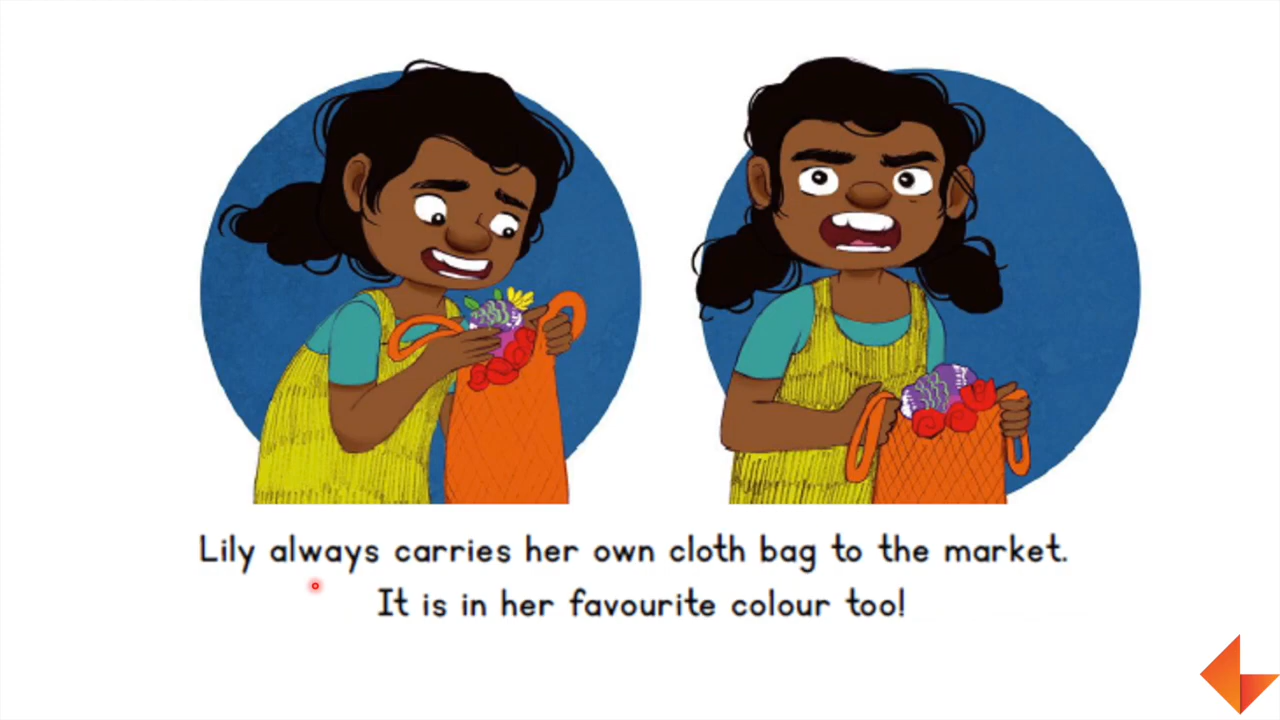 Lily always carries her own cloth bag to the market.
It is in her favourite colour too!